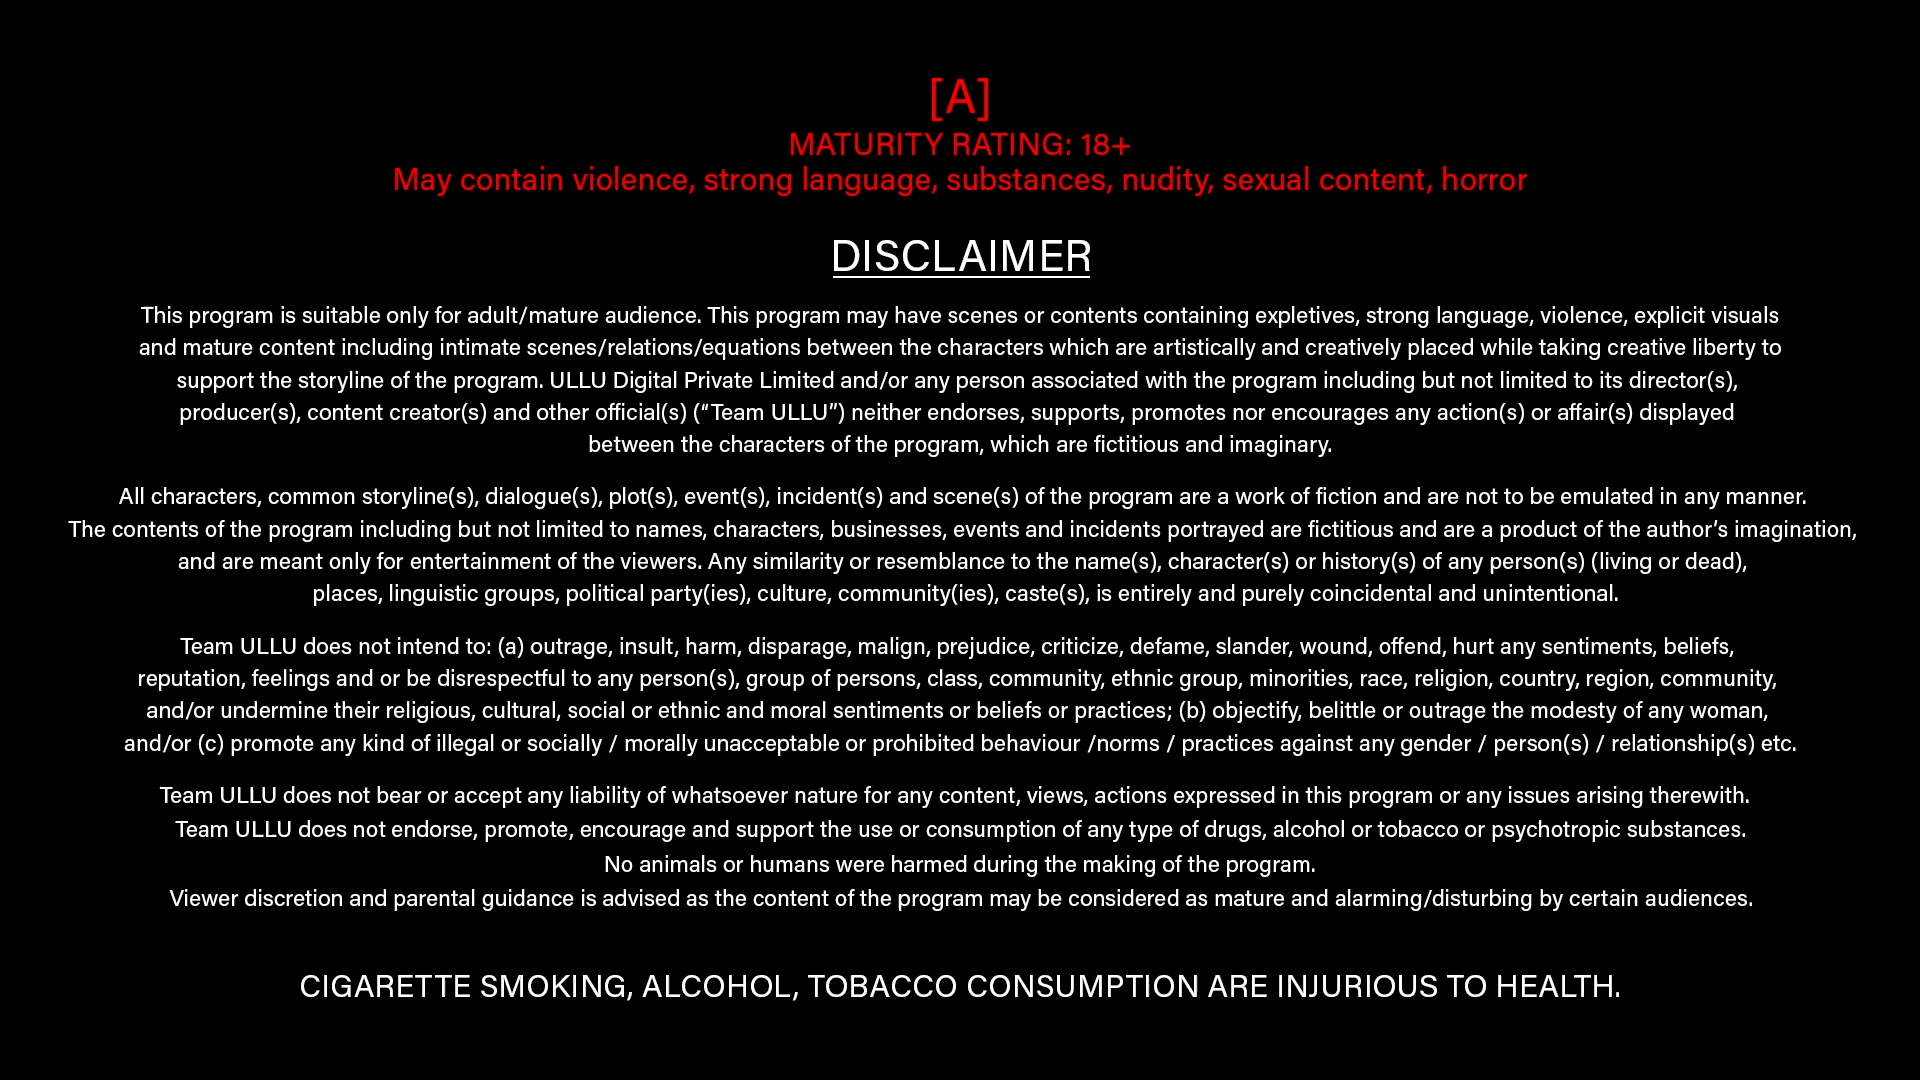 [A]
MATURITY RATING: 18+
May contain violence, strong language, substances, nudity, sexual content, horror
DISCLAIMER
This program is suitable only for adult/mature audience. This program may have scenes or contents containing expletives, strong language, violence, explicit visuals
and mature content including intimate scenes/relations/equations between the characters which are artistically and creatively placed while taking creative liberty to
support the storyline of the program. ULLU Digital Private Limited and/or any person associated with the program including but not limited to its director(s),
producer(s), content creator(s) and other official(s) (“Team ULLU”) neither endorses, supports, promotes nor encourages any action(s) or affair(s) displayed
between the characters of the program, which are fictitious and imaginary.
All characters, common storyline(s), dialogue(s), plot(s), event(s), incident(s) and scene(s) of the program are a work of fiction and are not to be emulated in any manner.
The contents of the program including but not limited to names, characters, businesses, events and incidents portrayed are fictitious and are a product of the author’s imagination,
and are meant only for entertainment of the viewers. Any similarity or resemblance to the name(s), character(s) or history(s) of any person(s) (living or dead),
places, linguistic groups, political party(ies), culture, community(ies), caste(s), is entirely and purely coincidental and unintentional.
Team ULLU does not intend to: (a) outrage, insult, harm, disparage, malign, prejudice, criticize, defame, slander, wound, offend, hurt any sentiments, beliefs,
reputation, feelings and or be disrespectful to any person(s), group of persons, class, community, ethnic group, minorities, race, religion, country, region, community,
and/or undermine their religious, cultural, social or ethnic and moral sentiments or beliefs or practices; (b) objectify, belittle or outrage the modesty of any woman,
and/or (c) promote any kind of illegal or socially / morally unacceptable or prohibited behaviour /norms / practices against any gender / person(s) / relationship(s) etc.
Team ULLU does not bear or accept any liability of whatsoever nature for any content, views, actions expressed in this program or any issues arising therewith.
Team ULLU does not endorse, promote, encourage and support the use or consumption of any type of drugs, alcohol or tobacco or psychotropic substances.
No animals or humans were harmed during the making of the program.
Viewer discretion and parental guidance is advised as the content of the program may be considered as mature and alarming/disturbing by certain audiences.
CIGARETTE SMOKING, ALCOHOL, TOBACCO CONSUMPTION ARE INJURIOUS TO HEALTH.